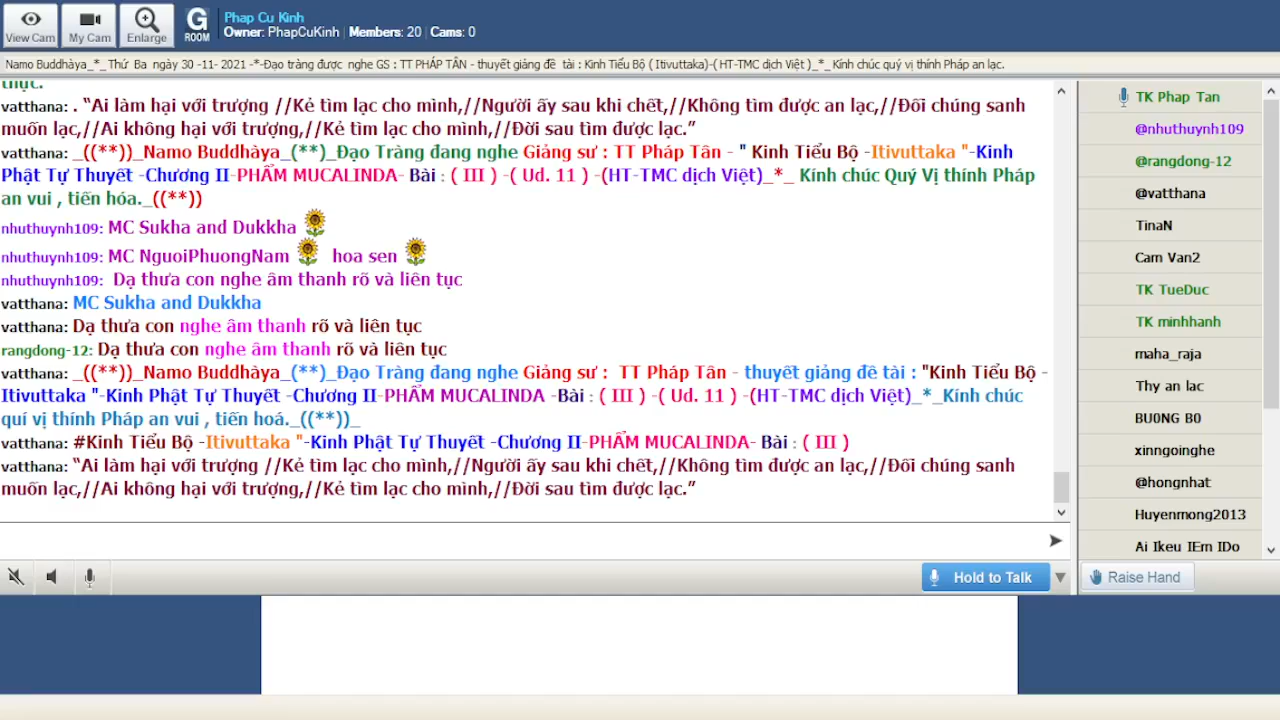 View Cam
My Cam
Enlarge
G
ROOM
Phap Cu Kinh
Owner: PhapCuKinh | Members: 20 | Cams: 0
Namo Buddhàya_*_Thứ Ba ngày 30 -11- 2021 -*-Đạo tràng được nghe GS : TT PHÁP TÂN - thuyết giảng đề tài : Kinh Tiểu Bộ ( Itivuttaka)-( HT-TMC dịch Việt )_*_ Kính chúc quý vị thính Pháp an lạc.
thực.
vatthana: . “Ai làm hại với trượng //Kẻ tìm lạc cho mình,//Người ấy sau khi chết,//Không tìm được an lạc,//Đối chúng sanh
muốn lạc,//Ai không hại với trượng,//Kẻ tìm lạc cho mình,//Đời sau tìm được lạc.”
vatthana: _((**))_Namo Buddhàya_(**)_Đạo Tràng đang nghe Giảng sư : TT Pháp Tân - " Kinh Tiểu Bộ -Itivuttaka "-Kinh
Phật Tự Thuyết -Chương II-PHẨM MUCALINDA- Bài : ( III ) -( Ud. 11 ) -(HT-TMC dịch Việt)_*_ Kính chúc Quý Vị thính Pháp
an vui , tiến hóa._((**))
nhuthuynh109: MC Sukha and Dukkha
nhuthuynh109: MC NguoiPhuongNam hoa sen
nhuthuynh109: Dạ thưa con nghe âm thanh rõ và liên tục
vatthana: MC Sukha and Dukkha
vatthana: Dạ thưa con nghe âm thanh rõ và liên tục
rangdong-12: Dạ thưa con nghe âm thanh rõ và liên tục
vatthana: _((**))_Namo Buddhàya_(**)_Đạo Tràng đang nghe Giảng sư : TT Pháp Tân - thuyết giảng đề tài : "Kinh Tiểu Bộ -
Itivuttaka "-Kinh Phật Tự Thuyết -Chương II-PHẨM MUCALINDA -Bài : ( III ) -( Ud. 11 ) -(HT-TMC dịch Việt)_*_Kính chúc
quí vị thính Pháp an vui , tiến hoá._((**))_
vatthana: #Kinh Tiểu Bộ -Itivuttaka "-Kinh Phật Tự Thuyết -Chương II-PHẨM MUCALINDA- Bài : ( III )
vatthana: “Ai làm hại với trượng //Kẻ tìm lạc cho mình,//Người ấy sau khi chết,//Không tìm được an lạc,//Đối chúng sanh
muốn lạc,//Ai không hại với trượng,//Kẻ tìm lạc cho mình,//Đời sau tìm được lạc.”
Hold to Talk
TK Phap Tan
@nhuthuynh109
@rangdong-12
@vatthana
TinaN
Cam Van2
TK TueDuc
TK minhhanh
maha_raja
Thy an lac
BU0NG B0
xinngoinghe
@hongnhat
Huyenmong2013
Ai Ikeu IEm IDo
Raise Hand